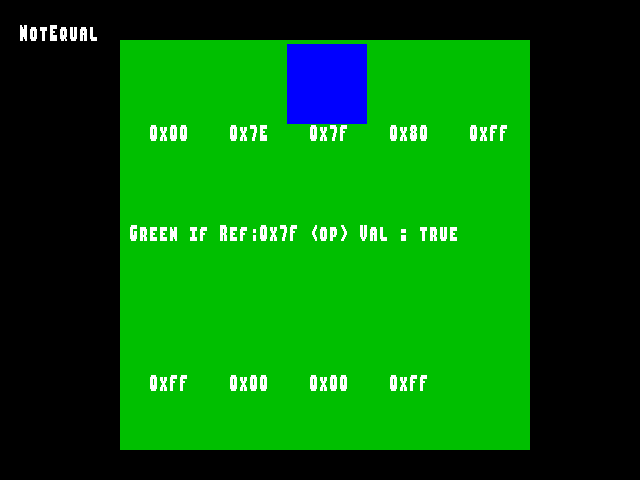 NotEqual
0x00 0x7E 0x7F 0x80 0xFF
Green if Ref:0x7F (op) Val : true
0xFF 0x00 0x00 0xFF